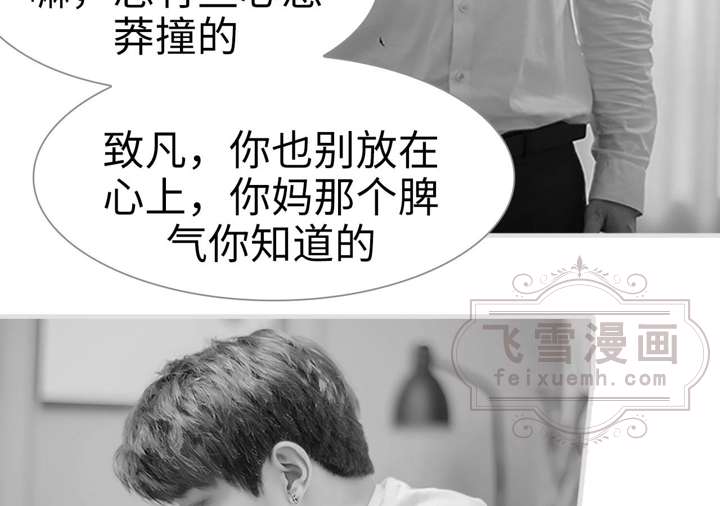 莽撞的
致凡，你也别放在
心上，你妈那个脾
气你知道的
飞雪漫画
feixuemh.com